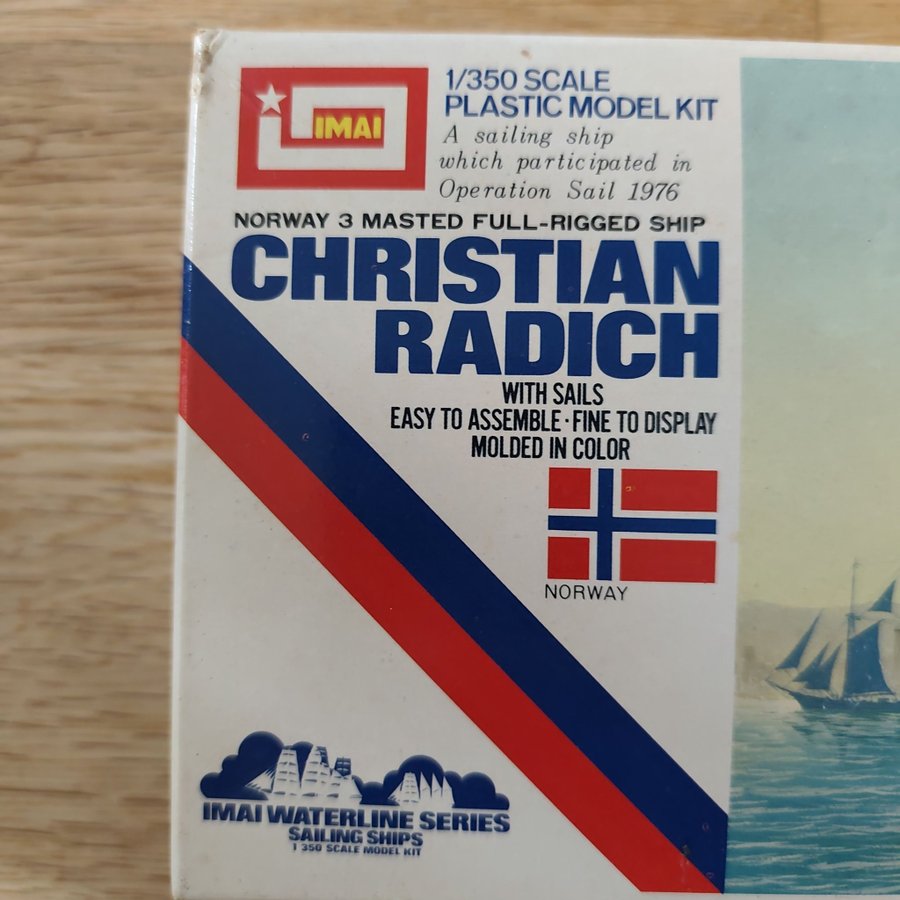 IMAI
1/350 SCALE
PLASTIC MODEL KIT
A sailing ship
which participated in
Operation Sail 1976
NORWAY 3 MASTED FULL-RIGGED SHIP
CHRISTIAN
RADICH
WITH SAILS
EASY TO ASSEMBLE·FINE TO DISPLAY
MOLDED IN COLOR
NORWAY
IMAI WATERLINE SERIES
SAILING SHIPS
1 350 SCALE MODEL KIT